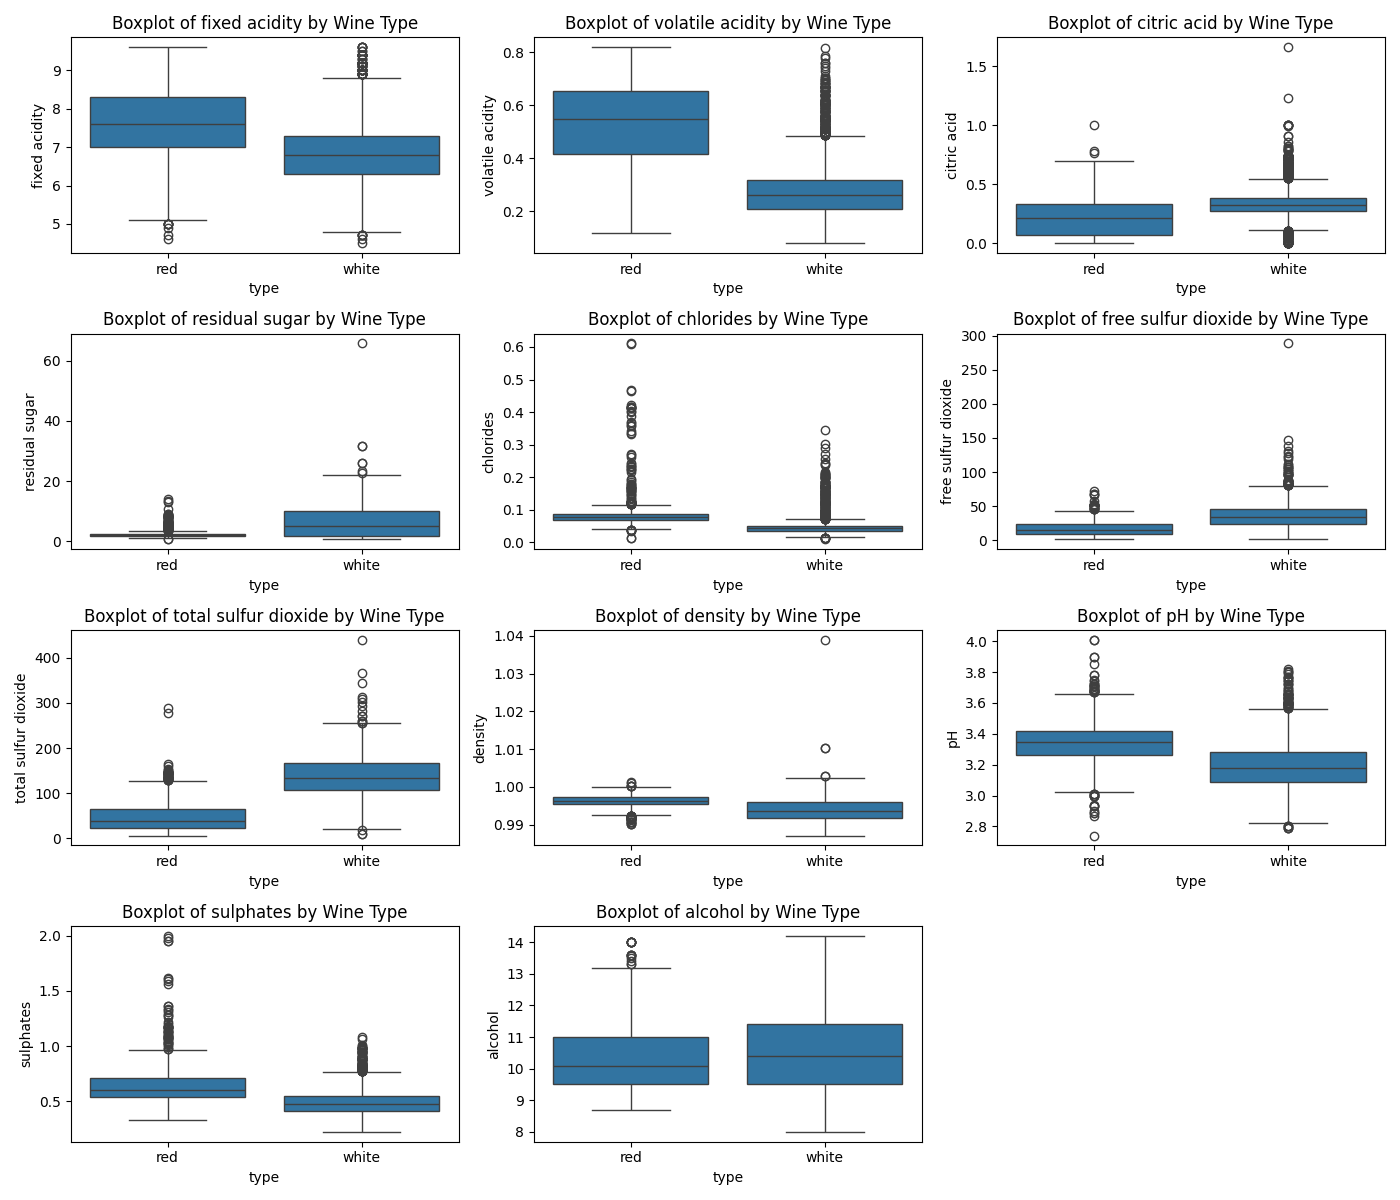 Boxplot of fixed acidity by Wine Type
fixed acidity
9
8
7
6
5
red white
type
Boxplot of volatile acidity by Wine Type
volatile acidity
0.8
0.6
0.4
0.2
red white
type
Boxplot of citric acid by Wine Type
citric acid
1.5
1.0
0.5
0.0
red white
type
Boxplot of residual sugar by Wine Type
residual sugar
60
40
20
0
red white
type
Boxplot of chlorides by Wine Type
chlorides
0.6
0.5
0.4
0.3
0.2
0.1
0.0
red white
type
Boxplot of free sulfur dioxide by Wine Type
free sulfur dioxide
300
250
200
150
100
50
0
red white
type
Boxplot of total sulfur dioxide by Wine Type
total sulfur dioxide
400
300
200
100
0
red white
type
Boxplot of density by Wine Type
density
1.04
1.03
1.02
1.01
1.00
0.99
red white
type
Boxplot of pH by Wine Type
pH
4.0
3.8
3.6
3.4
3.2
3.0
2.8
red white
type
Boxplot of sulphates by Wine Type
sulphates
2.0
1.5
1.0
0.5
red white
type
Boxplot of alcohol by Wine Type
alcohol
14
13
12
11
10
9
8
red white
type